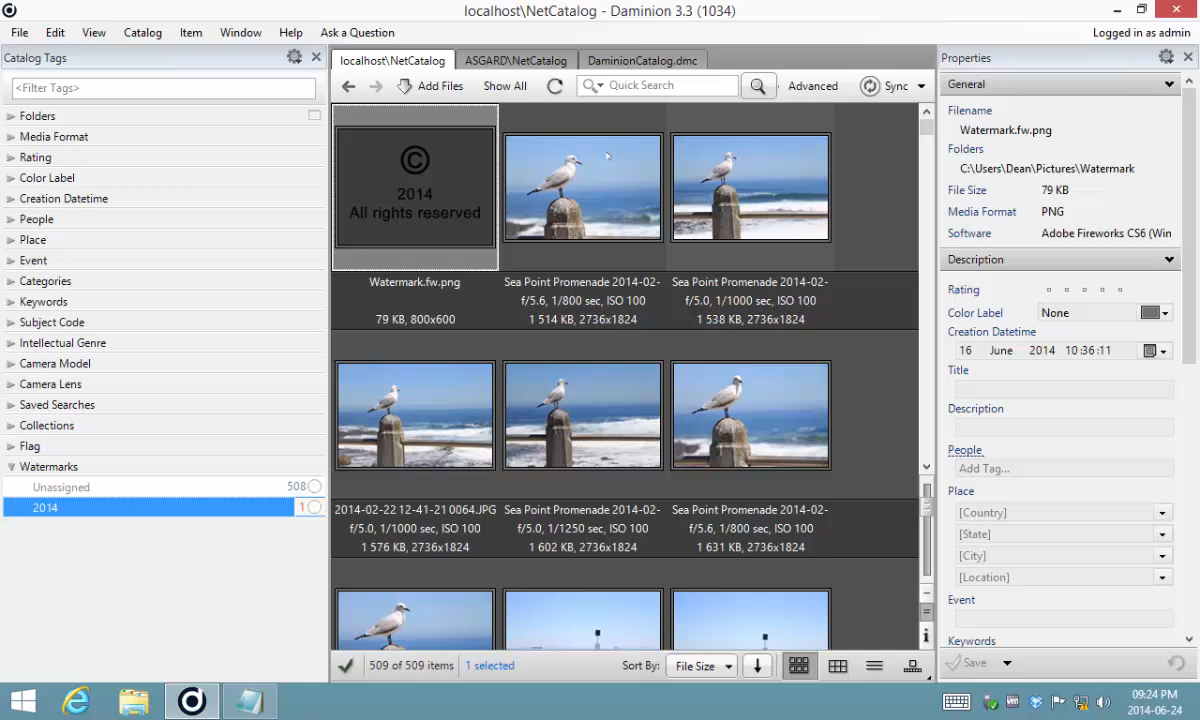 localhost\NetCatalog - Daminion 3.3 (1034)
File Edit View Catalog Item Window Help Ask a Question
Logged in as admin
Catalog Tags
<Filter Tags>
Folders
Media Format
Rating
Color Label
Creation Datetime
People
Place
Event
Categories
Keywords
Subject Code
Intellectual Genre
Camera Model
Camera Lens
Saved Searches
Collections
Flag
Watermarks
Unassigned 508
2014 1
localhost\NetCatalog ASGARD\NetCatalog DaminionCatalog.dmc
Add Files Show All Quick Search Advanced Sync
©
2014
All rights reserved
Watermark.fw.png Sea Point Promenade 2014-02- Sea Point Promenade 2014-02-
f/5.6, 1/800 sec, ISO 100 f/5.0, 1/1000 sec, ISO 100
79 KB, 800x600 1 514 KB, 2736x1824 1 538 KB, 2736x1824
2014-02-22 12-41-21 0064.JPG Sea Point Promenade 2014-02- Sea Point Promenade 2014-02-
f/5.0, 1/1000 sec, ISO 100 f/5.0, 1/1250 sec, ISO 100 f/5.6, 1/800 sec, ISO 100
1 576 KB, 2736x1824 1 602 KB, 2736x1824 1 631 KB, 2736x1824
509 of 509 items 1 selected Sort By: File Size
Properties
General
Filename
Watermark.fw.png
Folders
C:\Users\Dean\Pictures\Watermark
File Size 79 KB
Media Format PNG
Software Adobe Fireworks CS6 (Win
Description
Rating
Color Label None
Creation Datetime
16 June 2014 10:36:11
Title
Description
People
Add Tag...
Place
[Country]
[State]
[City]
[Location]
Event
Keywords
Save
09:24 PM
2014-06-24